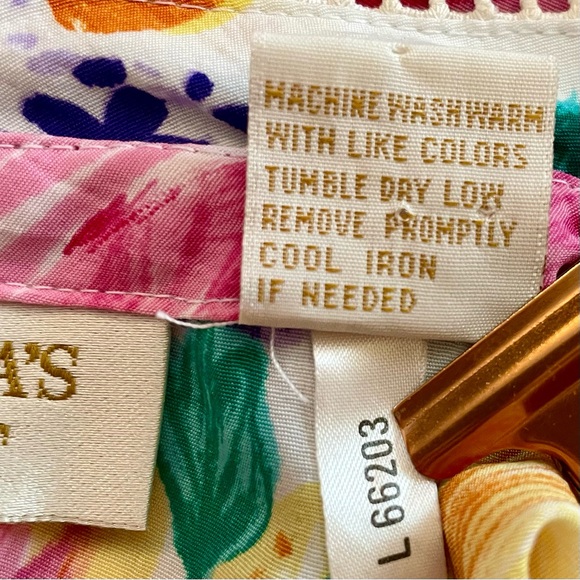 MACHINE WASH WARM
WITH LIKE COLORS
TUMBLE DRY LOW
REMOVE PROMPTLY
COOL IRON
IF NEEDED
A'S
L 66203